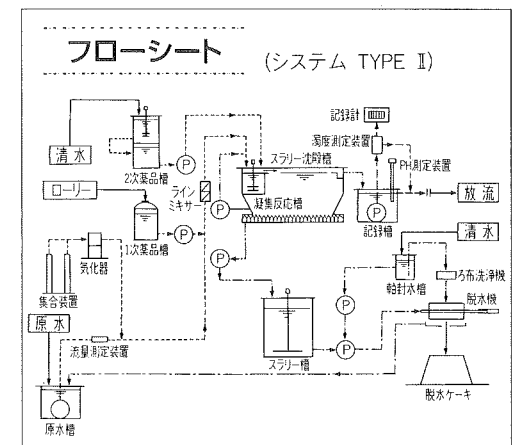 フローシート
(システム TYPE Ⅱ)
記録計
濁度測定装置
清水
2次薬品槽
P
スラリー沈殿槽
PH測定装置
ローリー
ライン
ミキサー
凝集反応槽
P
P
記録槽
放流
1次薬品槽
P
清水
気化器
P
集合装置
軸封水槽
ろ布洗浄機
原水
P
脱水機
流量測定装置
スラリー槽
P
P
脱水ケーキ
原水槽